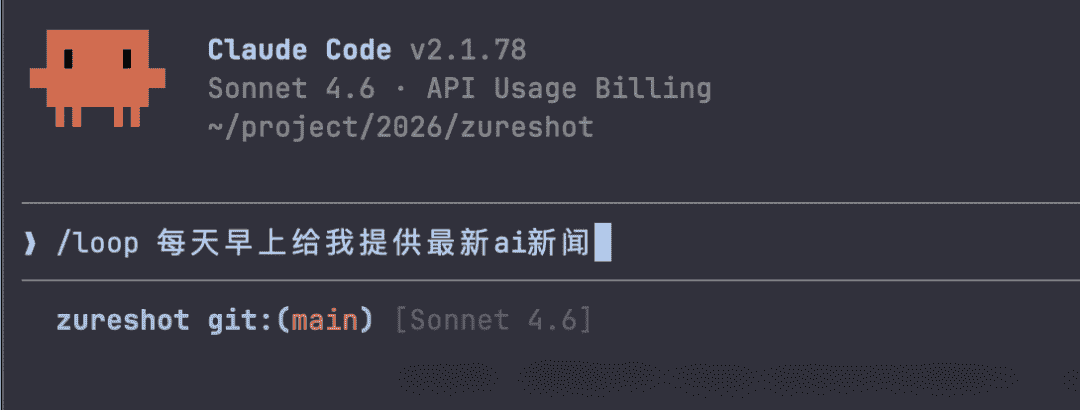 Claude Code v2.1.78
Sonnet 4.6 · API Usage Billing
~/project/2026/zureshot
❯ /loop 每天早上给我提供最新ai新闻
zureshot git:(main) [Sonnet 4.6]